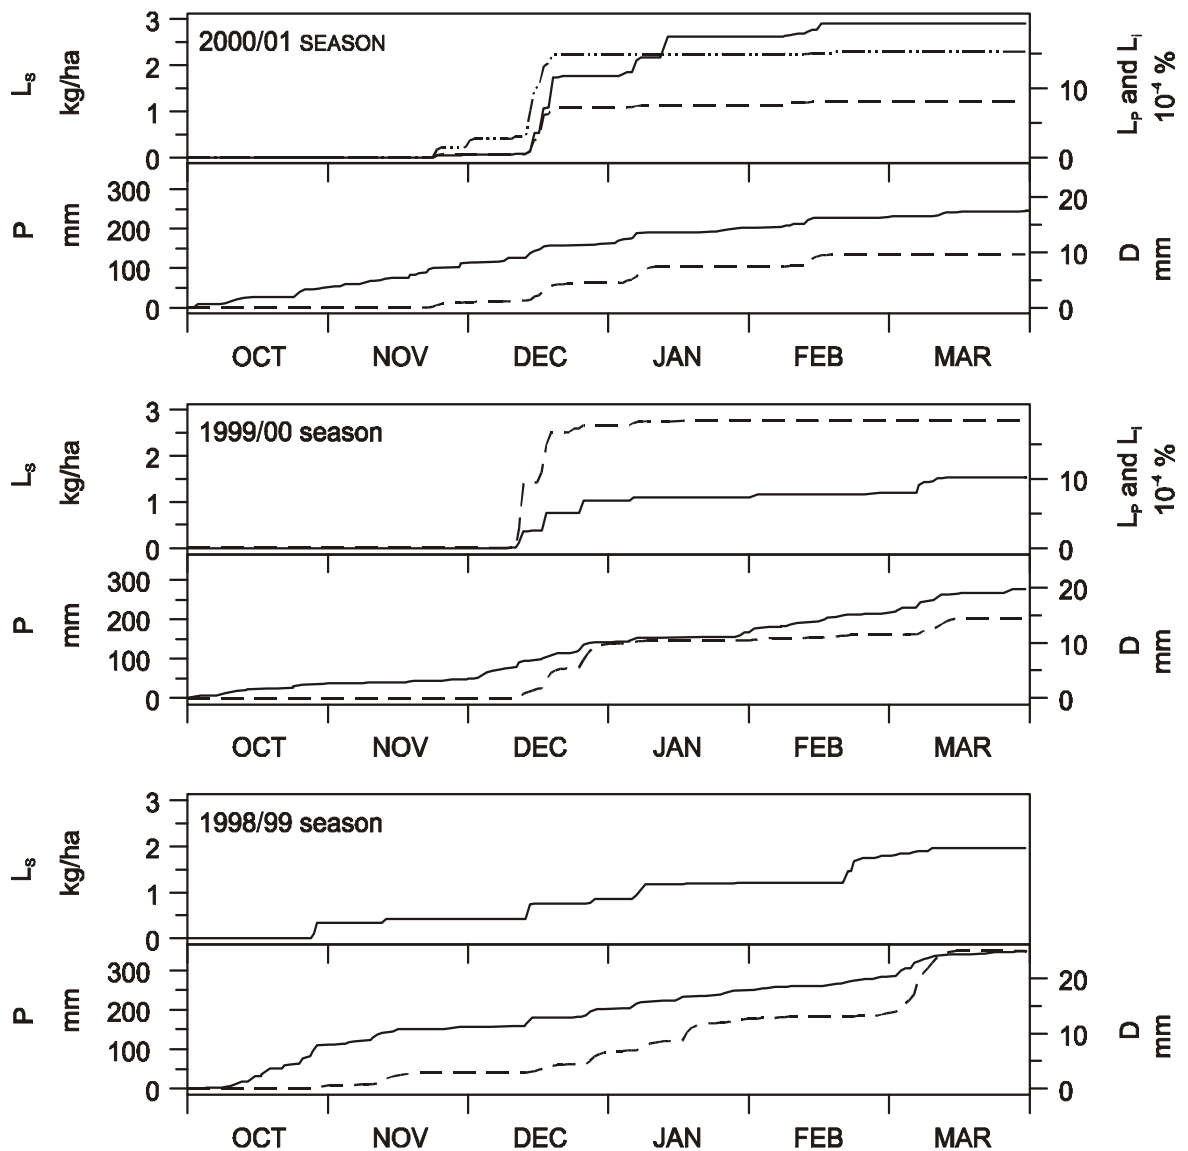 2000/01 SEASON
Ls
kg/ha
3
2
1
0
LP and Li
10⁻⁴ %
10
0
P
mm
300
200
100
0
D
mm
20
10
0
OCT NOV DEC JAN FEB MAR
1999/00 season
Ls
kg/ha
3
2
1
0
LP and Li
10⁻⁴ %
10
0
P
mm
300
200
100
0
D
mm
20
10
0
OCT NOV DEC JAN FEB MAR
1998/99 season
Ls
kg/ha
3
2
1
0
P
mm
300
200
100
0
D
mm
20
10
0
OCT NOV DEC JAN FEB MAR